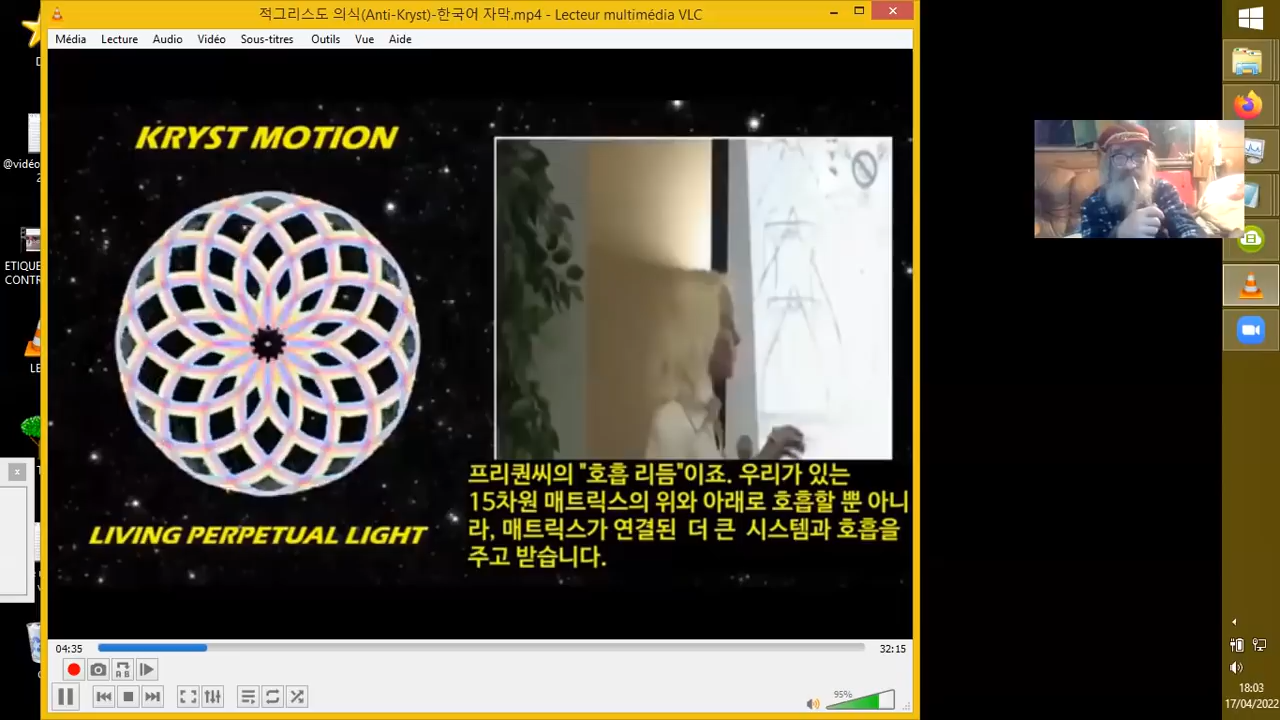 적그리스도 의식(Anti-Kryst)-한국어 자막.mp4 - Lecteur multimédia VLC
Média Lecture Audio Vidéo Sous-titres Outils Vue Aide
KRYST MOTION
LIVING PERPETUAL LIGHT
프리퀀씨의 "호흡 리듬"이죠. 우리가 있는
15차원 매트릭스의 위와 아래로 호흡할 뿐 아니
라, 매트릭스가 연결된 더 큰 시스템과 호흡을
주고 받습니다.
04:35
32:15
95%
@vidéo
ETIQUE
CONTR
18:03
17/04/2022